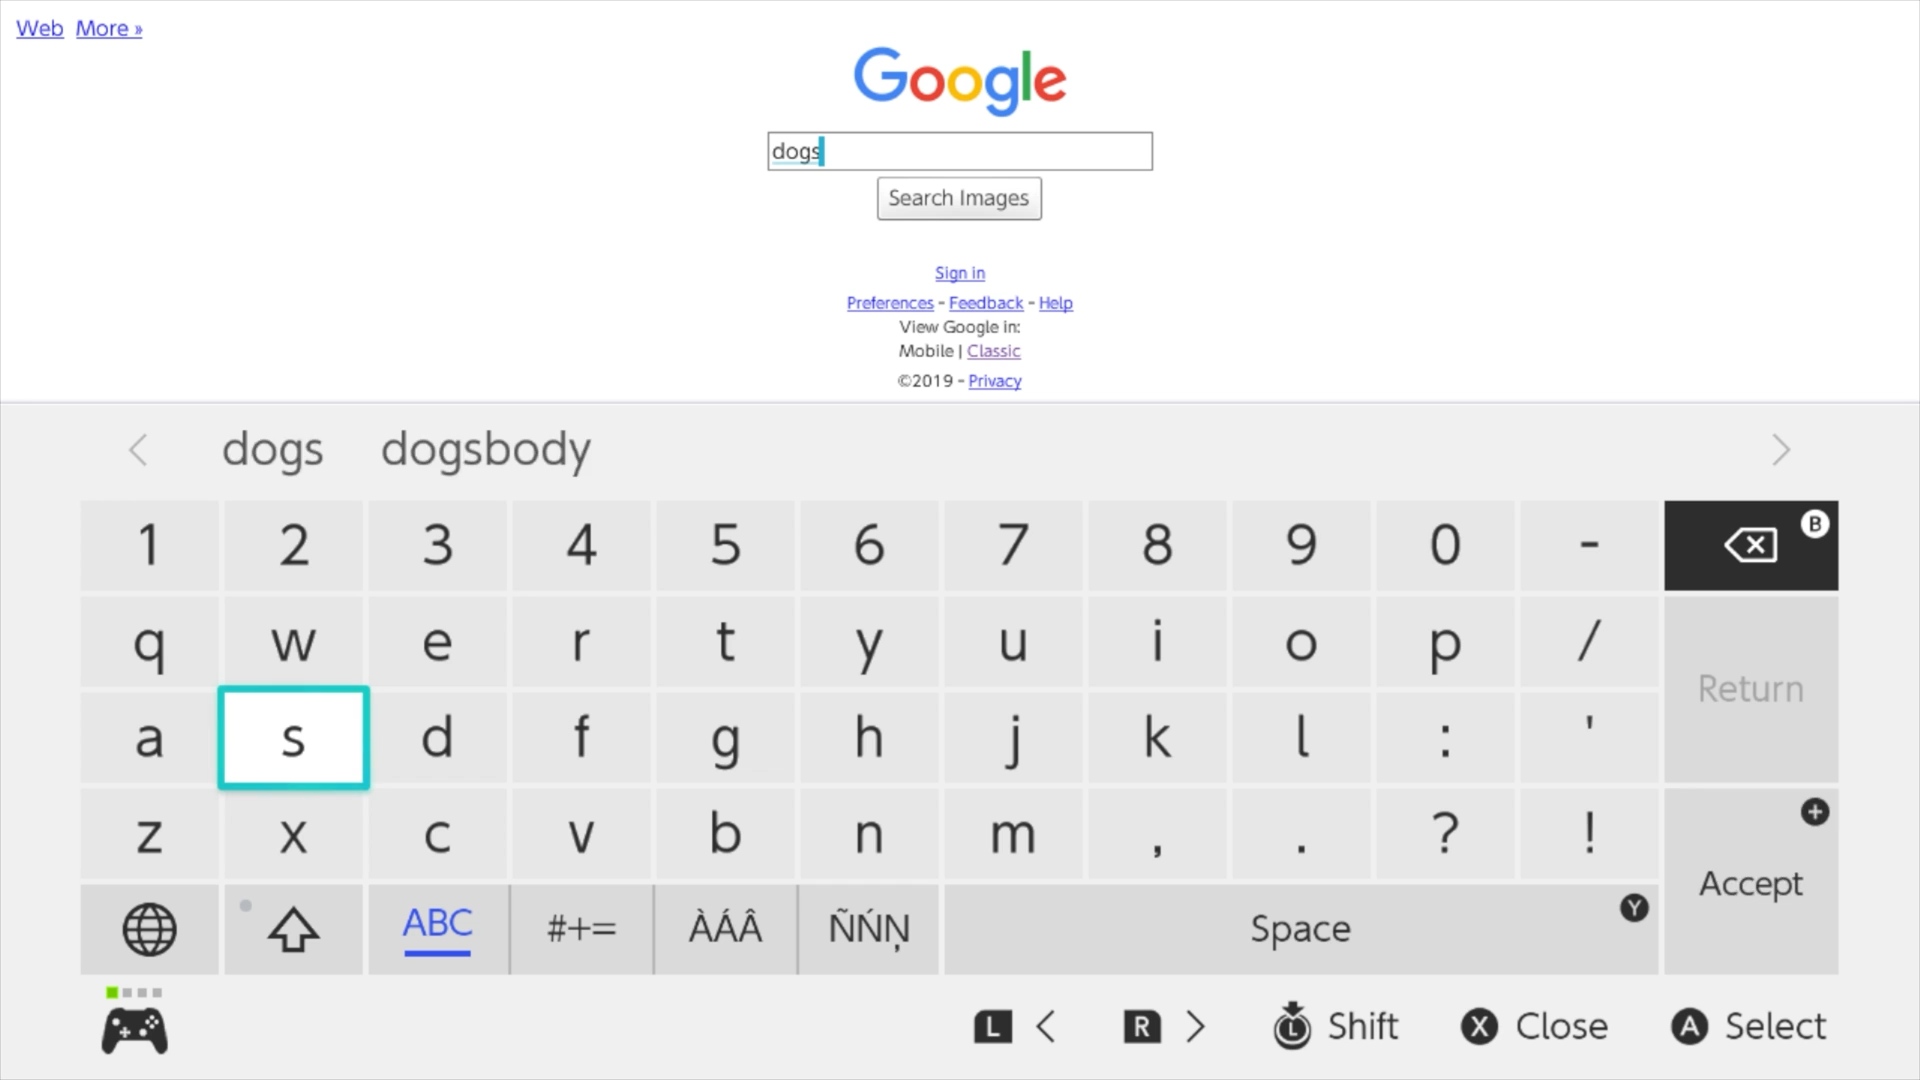 Web More »
Google
dogs
Search Images
Sign in
Preferences - Feedback - Help
View Google in:
Mobile | Classic
©2019 - Privacy
< dogs dogsbody >
1 2 3 4 5 6 7 8 9 0 - B
q w e r t y u i o p / Return
a s d f g h j k l : '
z x c v b n m , . ? ! + Accept
ABC #+= ÀÁÂ ÑŃŅ Space Y
L < R > L Shift X Close A Select